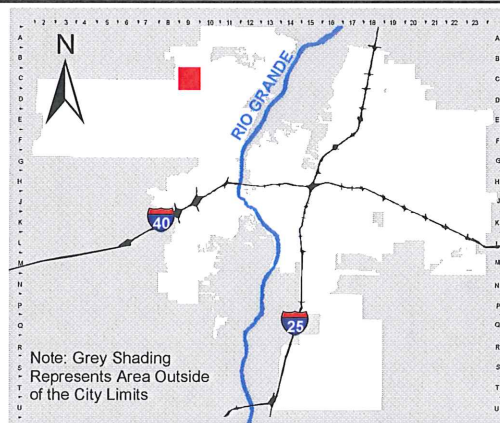 1 2 3 4 5 6 7 8 9 10 11 12 13 14 15 16 17 18 19 20 21 22 23
A A
B B
C C
D D
E E
F F
G G
H H
J J
K K
L L
M M
N N
P P
Q Q
R R
S S
T T
U U
N
RIO GRANDE
40
25
Note: Grey Shading
Represents Area Outside
of the City Limits